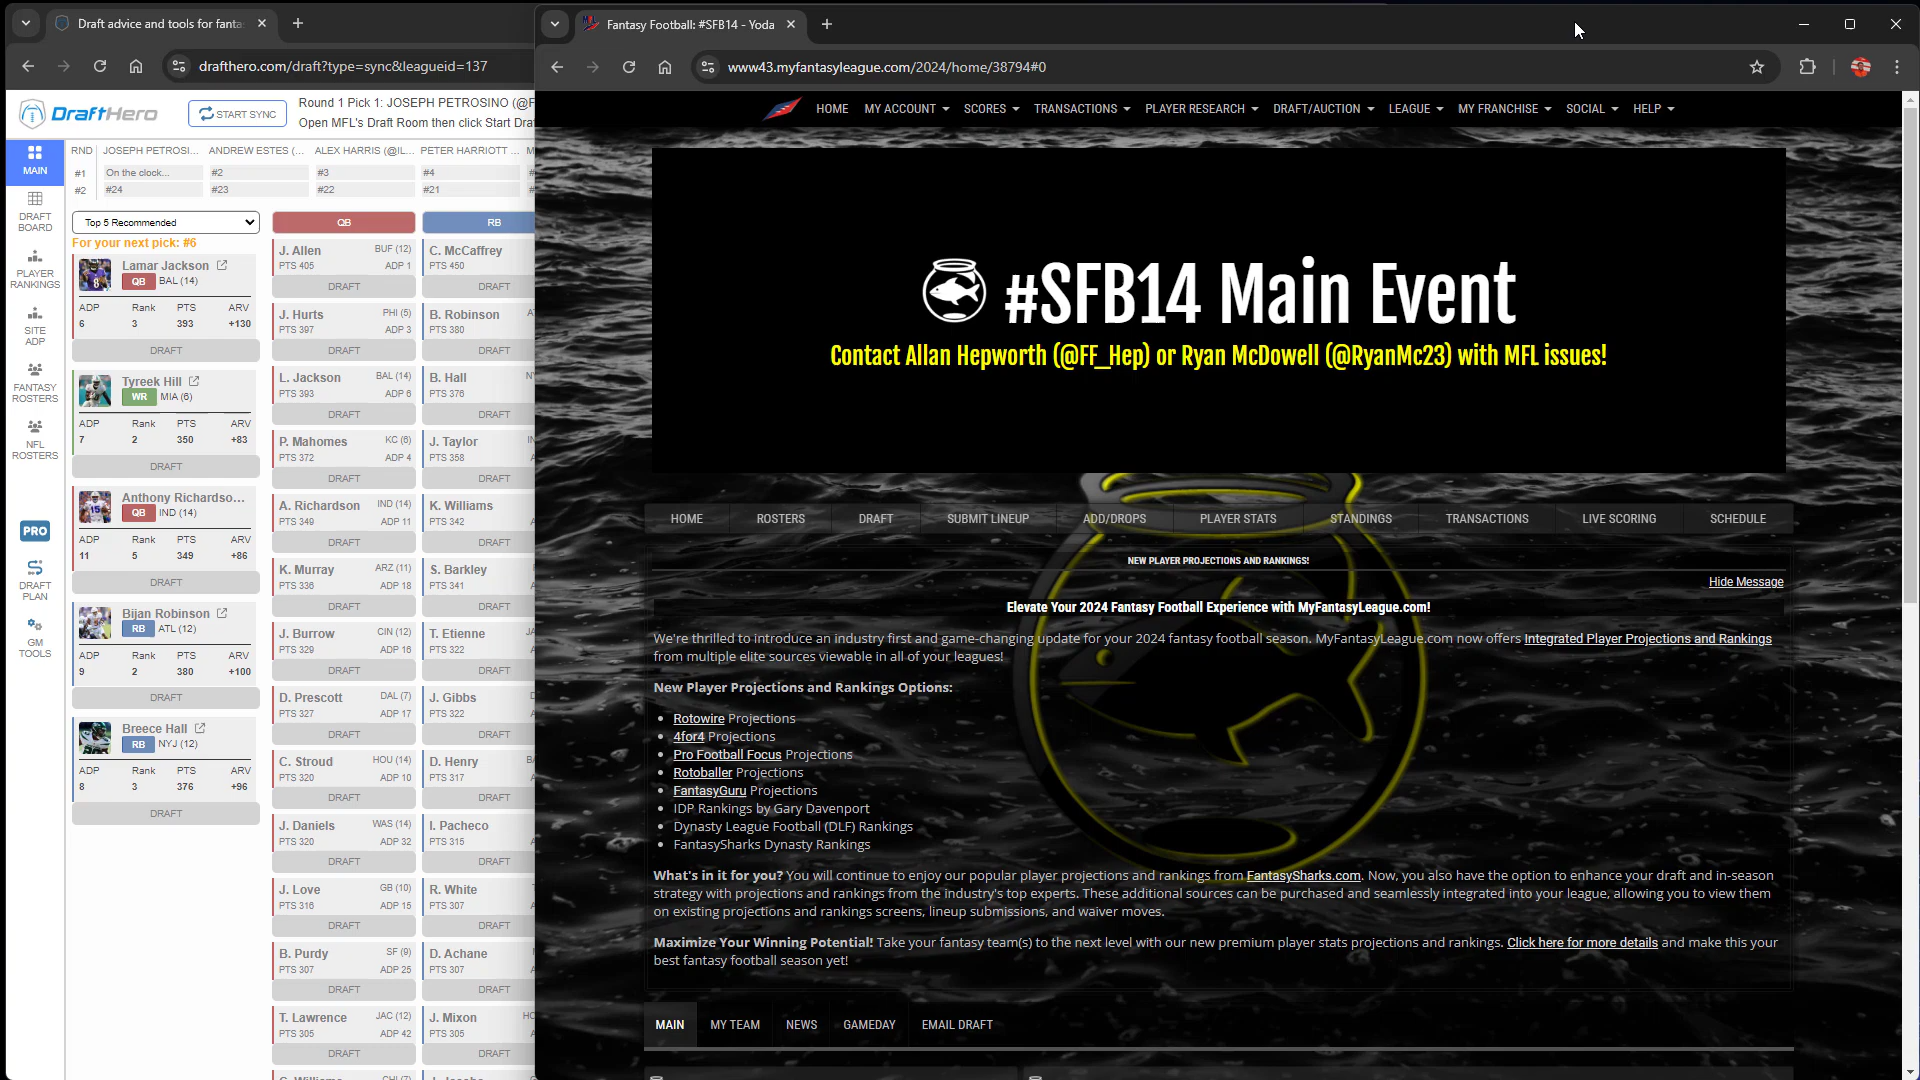 Draft advice and tools for fanta
drafthero.com/draft?type=sync&leagueid=137
DraftHero
START SYNC
Round 1 Pick 1: JOSEPH PETROSINO (@F
Open MFL's Draft Room then click Start Dra
MAIN
DRAFT
BOARD
PLAYER
RANKINGS
SITE
ADP
FANTASY
ROSTERS
NFL
ROSTERS
PRO
DRAFT
PLAN
GM
TOOLS
RND JOSEPH PETROSI... ANDREW ESTES (... ALEX HARRIS (@IL... PETER HARRIOTT ...
#1 On the clock... #2 #3 #4
#2 #24 #23 #22 #21
Top 5 Recommended
For your next pick: #6
Lamar Jackson
QB BAL (14)
ADP Rank PTS ARV
6 3 393 +130
DRAFT
Tyreek Hill
WR MIA (6)
ADP Rank PTS ARV
7 2 350 +83
DRAFT
Anthony Richardso...
QB IND (14)
ADP Rank PTS ARV
11 5 349 +86
DRAFT
Bijan Robinson
RB ATL (12)
ADP Rank PTS ARV
9 2 380 +100
DRAFT
Breece Hall
RB NYJ (12)
ADP Rank PTS ARV
8 3 376 +96
DRAFT
QB
J. Allen BUF (12)
PTS 405 ADP 1
DRAFT
J. Hurts PHI (5)
PTS 397 ADP 3
DRAFT
L. Jackson BAL (14)
PTS 393 ADP 6
DRAFT
P. Mahomes KC (6)
PTS 372 ADP 4
DRAFT
A. Richardson IND (14)
PTS 349 ADP 11
DRAFT
K. Murray ARZ (11)
PTS 336 ADP 18
DRAFT
J. Burrow CIN (12)
PTS 329 ADP 16
DRAFT
D. Prescott DAL (7)
PTS 327 ADP 17
DRAFT
C. Stroud HOU (14)
PTS 320 ADP 10
DRAFT
J. Daniels WAS (14)
PTS 320 ADP 32
DRAFT
J. Love GB (10)
PTS 316 ADP 15
DRAFT
B. Purdy SF (9)
PTS 307 ADP 25
DRAFT
T. Lawrence JAC (12)
PTS 305 ADP 42
DRAFT
RB
C. McCaffrey
PTS 450
DRAFT
B. Robinson
PTS 380
DRAFT
B. Hall
PTS 376
DRAFT
J. Taylor
PTS 358
DRAFT
K. Williams
PTS 342
DRAFT
S. Barkley
PTS 341
DRAFT
T. Etienne
PTS 322
DRAFT
J. Gibbs
PTS 322
DRAFT
D. Henry
PTS 317
DRAFT
I. Pacheco
PTS 315
DRAFT
R. White
PTS 307
DRAFT
D. Achane
PTS 307
DRAFT
J. Mixon
PTS 305
DRAFT
Fantasy Football: #SFB14 - Yoda
www43.myfantasyleague.com/2024/home/38794#0
HOME MY ACCOUNT SCORES TRANSACTIONS PLAYER RESEARCH DRAFT/AUCTION LEAGUE MY FRANCHISE SOCIAL HELP
#SFB14 Main Event
Contact Allan Hepworth (@FF_Hep) or Ryan McDowell (@RyanMc23) with MFL issues!
HOME ROSTERS DRAFT SUBMIT LINEUP ADD/DROPS PLAYER STATS STANDINGS TRANSACTIONS LIVE SCORING SCHEDULE
NEW PLAYER PROJECTIONS AND RANKINGS!
Hide Message
Elevate Your 2024 Fantasy Football Experience with MyFantasyLeague.com!
We're thrilled to introduce an industry first and game-changing update for your 2024 fantasy football season. MyFantasyLeague.com now offers Integrated Player Projections and Rankings
from multiple elite sources viewable in all of your leagues!
New Player Projections and Rankings Options:
Rotowire Projections
4for4 Projections
Pro Football Focus Projections
Rotoballer Projections
FantasyGuru Projections
IDP Rankings by Gary Davenport
Dynasty League Football (DLF) Rankings
FantasySharks Dynasty Rankings
What's in it for you? You will continue to enjoy our popular player projections and rankings from FantasySharks.com. Now, you also have the option to enhance your draft and in-season
strategy with projections and rankings from the industry's top experts. These additional sources can be purchased and seamlessly integrated into your league, allowing you to view them
on existing projections and rankings screens, lineup submissions, and waiver moves.
Maximize Your Winning Potential! Take your fantasy team(s) to the next level with our new premium player stats projections and rankings. Click here for more details and make this your
best fantasy football season yet!
MAIN MY TEAM NEWS GAMEDAY EMAIL DRAFT